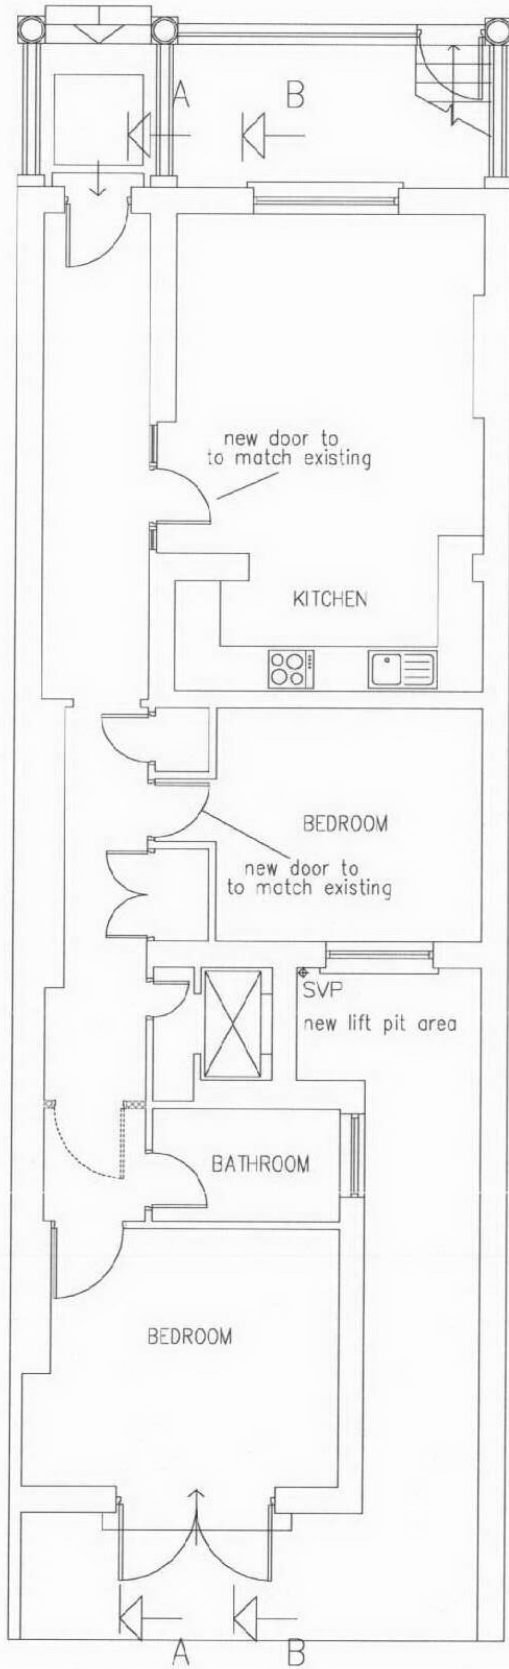 A
B
new door to
to match existing
KITCHEN
BEDROOM
new door to
to match existing
SVP
new lift pit area
BATHROOM
BEDROOM
A
B